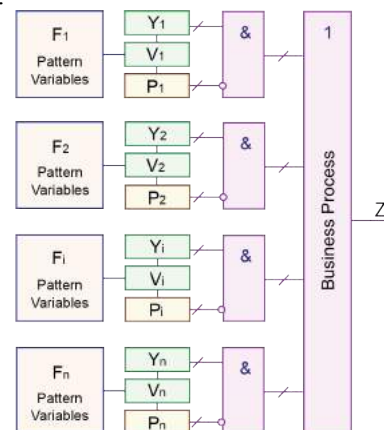 F1
Pattern
Variables
Y1
V1
P1
&
1
F2
Pattern
Variables
Y2
V2
P2
&
Business Process
Z
Fi
Pattern
Variables
Yi
Vi
Pi
&
Fn
Pattern
Variables
Yn
Vn
Pn
&